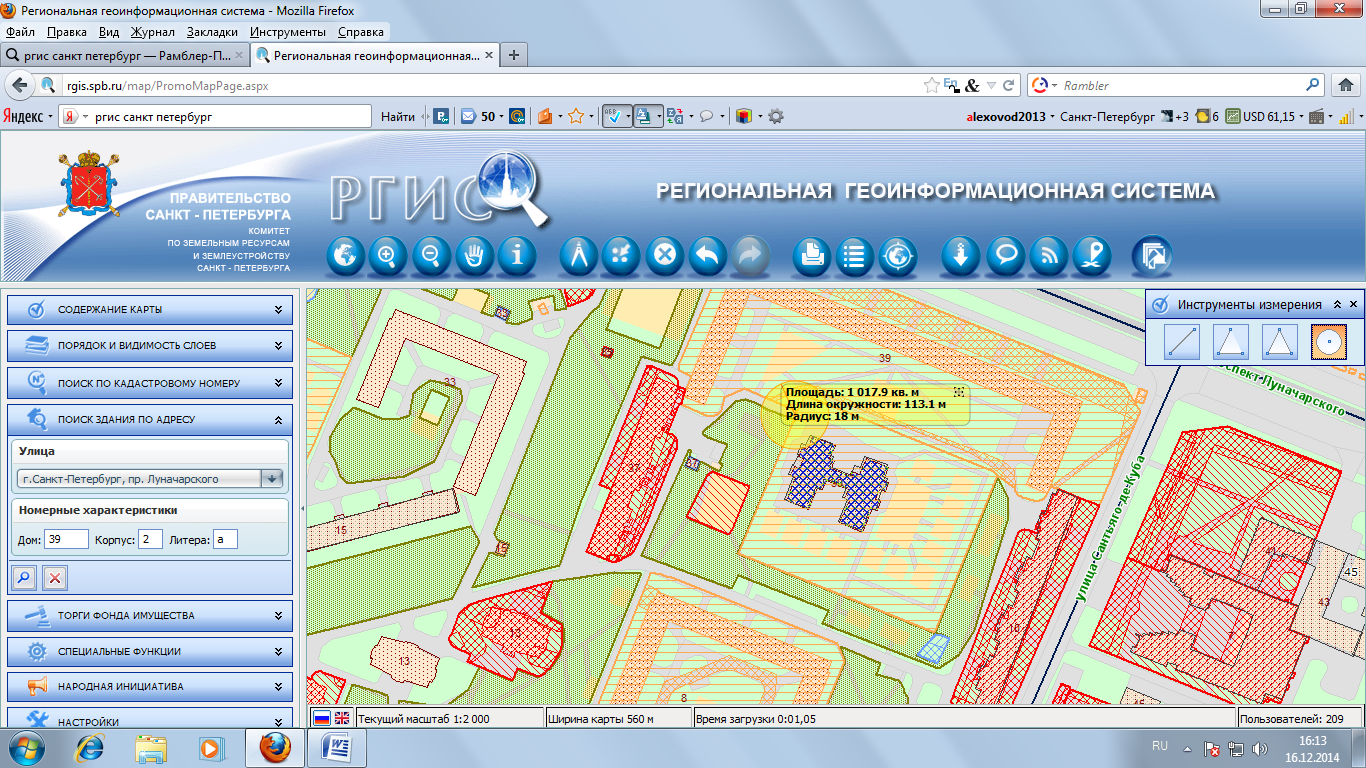 Региональная геоинформационная система - Mozilla Firefox
Файл Правка Вид Журнал Закладки Инструменты Справка
ргис санкт петербург — Рамблер-П...
Региональная геоинформационная...
rgis.spb.ru/map/PromoMapPage.aspx
Rambler
Яндекс
Я ргис санкт петербург
Найти
50
alexovod2013
Санкт-Петербург
+3
6
USD 61,15
ПРАВИТЕЛЬСТВО
САНКТ - ПЕТЕРБУРГА
КОМИТЕТ
ПО ЗЕМЕЛЬНЫМ РЕСУРСАМ
И ЗЕМЛЕУСТРОЙСТВУ
САНКТ - ПЕТЕРБУРГА
РГИС
РЕГИОНАЛЬНАЯ ГЕОИНФОРМАЦИОННАЯ СИСТЕМА
СОДЕРЖАНИЕ КАРТЫ
ПОРЯДОК И ВИДИМОСТЬ СЛОЕВ
ПОИСК ПО КАДАСТРОВОМУ НОМЕРУ
ПОИСК ЗДАНИЯ ПО АДРЕСУ
Улица
г.Санкт-Петербург, пр. Луначарского
Номерные характеристики
Дом: 39 Корпус: 2 Литера: а
ТОРГИ ФОНДА ИМУЩЕСТВА
СПЕЦИАЛЬНЫЕ ФУНКЦИИ
НАРОДНАЯ ИНИЦИАТИВА
НАСТРОЙКИ
Инструменты измерения
39
33
Площадь: 1 017.9 кв. м
Длина окружности: 113.1 м
Радиус: 18 м
проспект Луначарского
улица Сантьяго-де-Куба
37
15
13
13
10
8
43
45
Текущий масштаб 1:2 000
Ширина карты 560 м
Время загрузки 0:01,05
Пользователей: 209
RU
16:13
16.12.2014